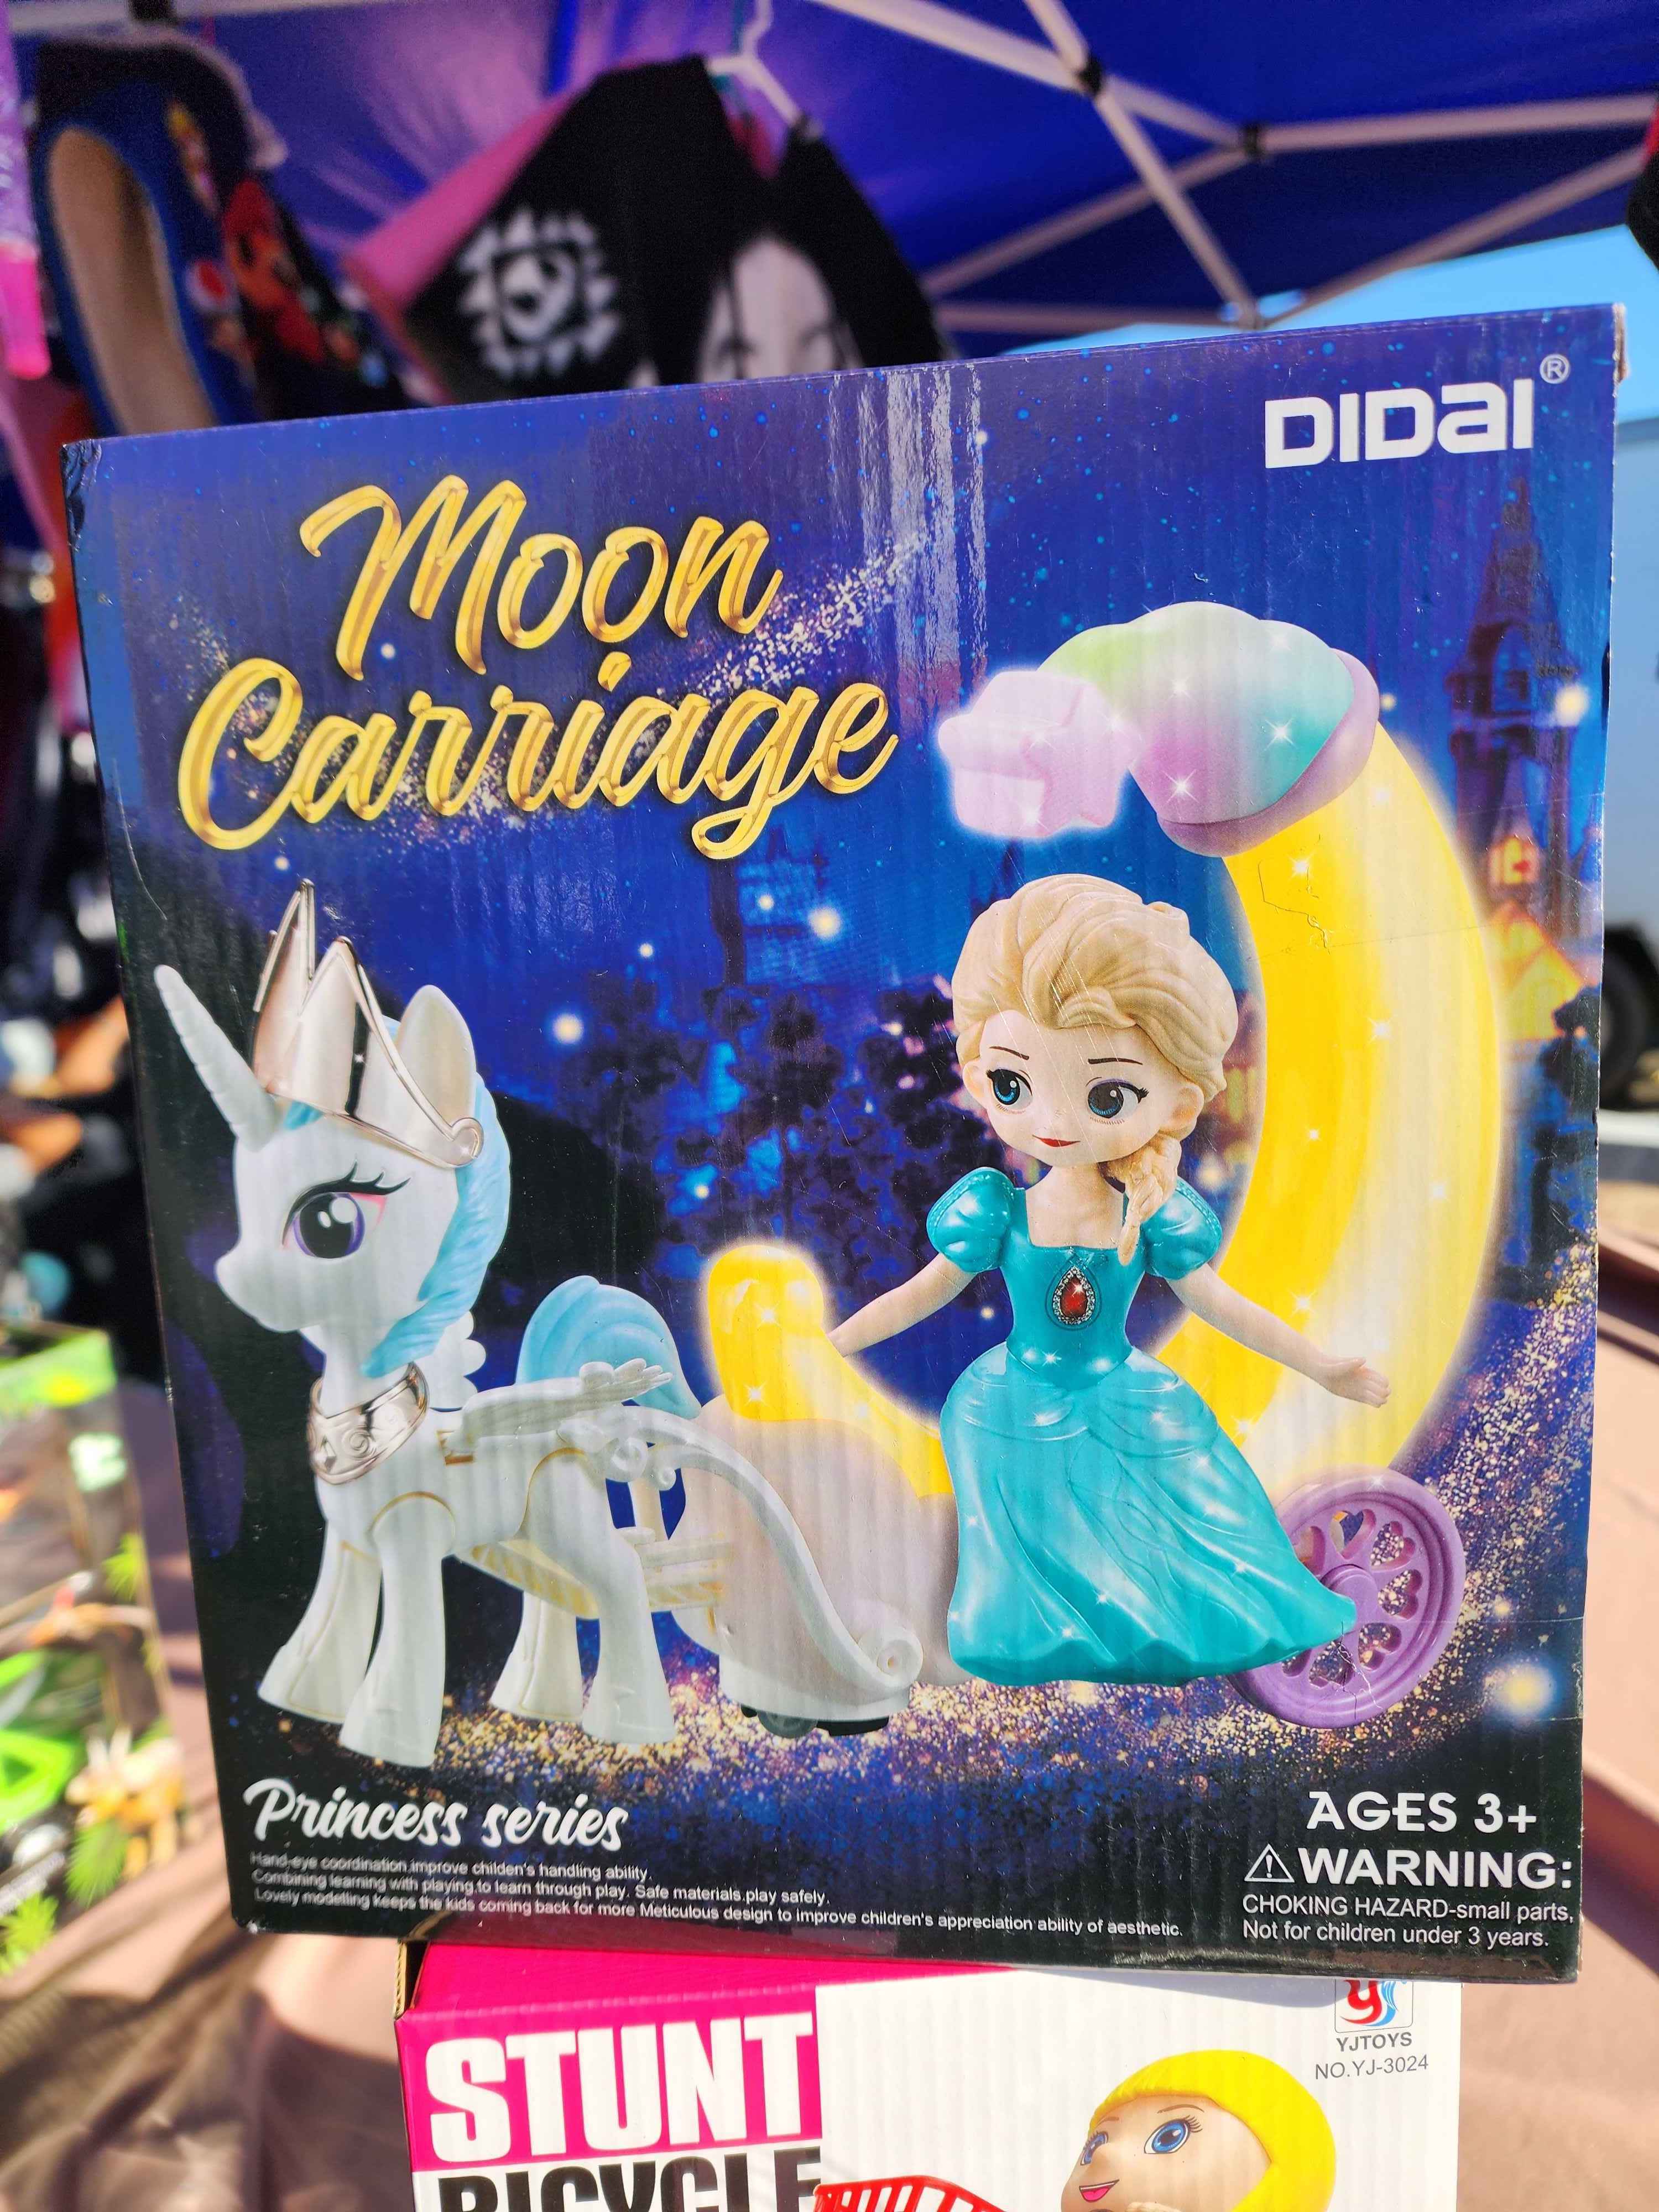 DIDAI®
Moon
Carriage
Princess series
Hand-eye coordination,improve childen's handling ability.
Combining learning with playing,to learn through play. Safe materials,play safely.
Lovely modelling keeps the kids coming back for more Meticulous design to improve children's appreciation ability of aesthetic.
AGES 3+
⚠WARNING:
CHOKING HAZARD-small parts,
Not for children under 3 years.
STUNT
BICYCLE
y
YJTOYS
NO.YJ-3024